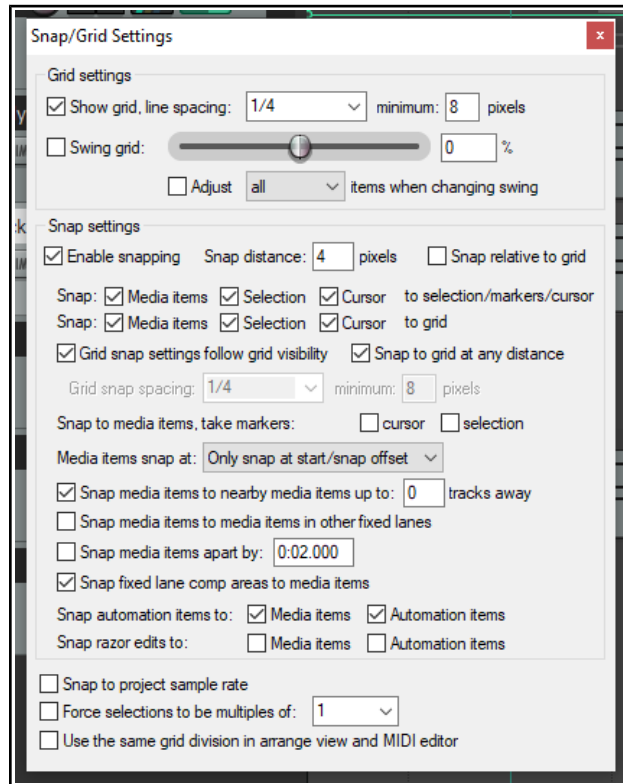 Snap/Grid Settings x
Grid settings
Show grid, line spacing: 1/4 minimum: 8 pixels
Swing grid: 0 %
Adjust all items when changing swing
Snap settings
Enable snapping Snap distance: 4 pixels Snap relative to grid
Snap: Media items Selection Cursor to selection/markers/cursor
Snap: Media items Selection Cursor to grid
Grid snap settings follow grid visibility Snap to grid at any distance
Grid snap spacing: 1/4 minimum: 8 pixels
Snap to media items, take markers: cursor selection
Media items snap at: Only snap at start/snap offset
Snap media items to nearby media items up to: 0 tracks away
Snap media items to media items in other fixed lanes
Snap media items apart by: 0:02.000
Snap fixed lane comp areas to media items
Snap automation items to: Media items Automation items
Snap razor edits to: Media items Automation items
Snap to project sample rate
Force selections to be multiples of: 1
Use the same grid division in arrange view and MIDI editor